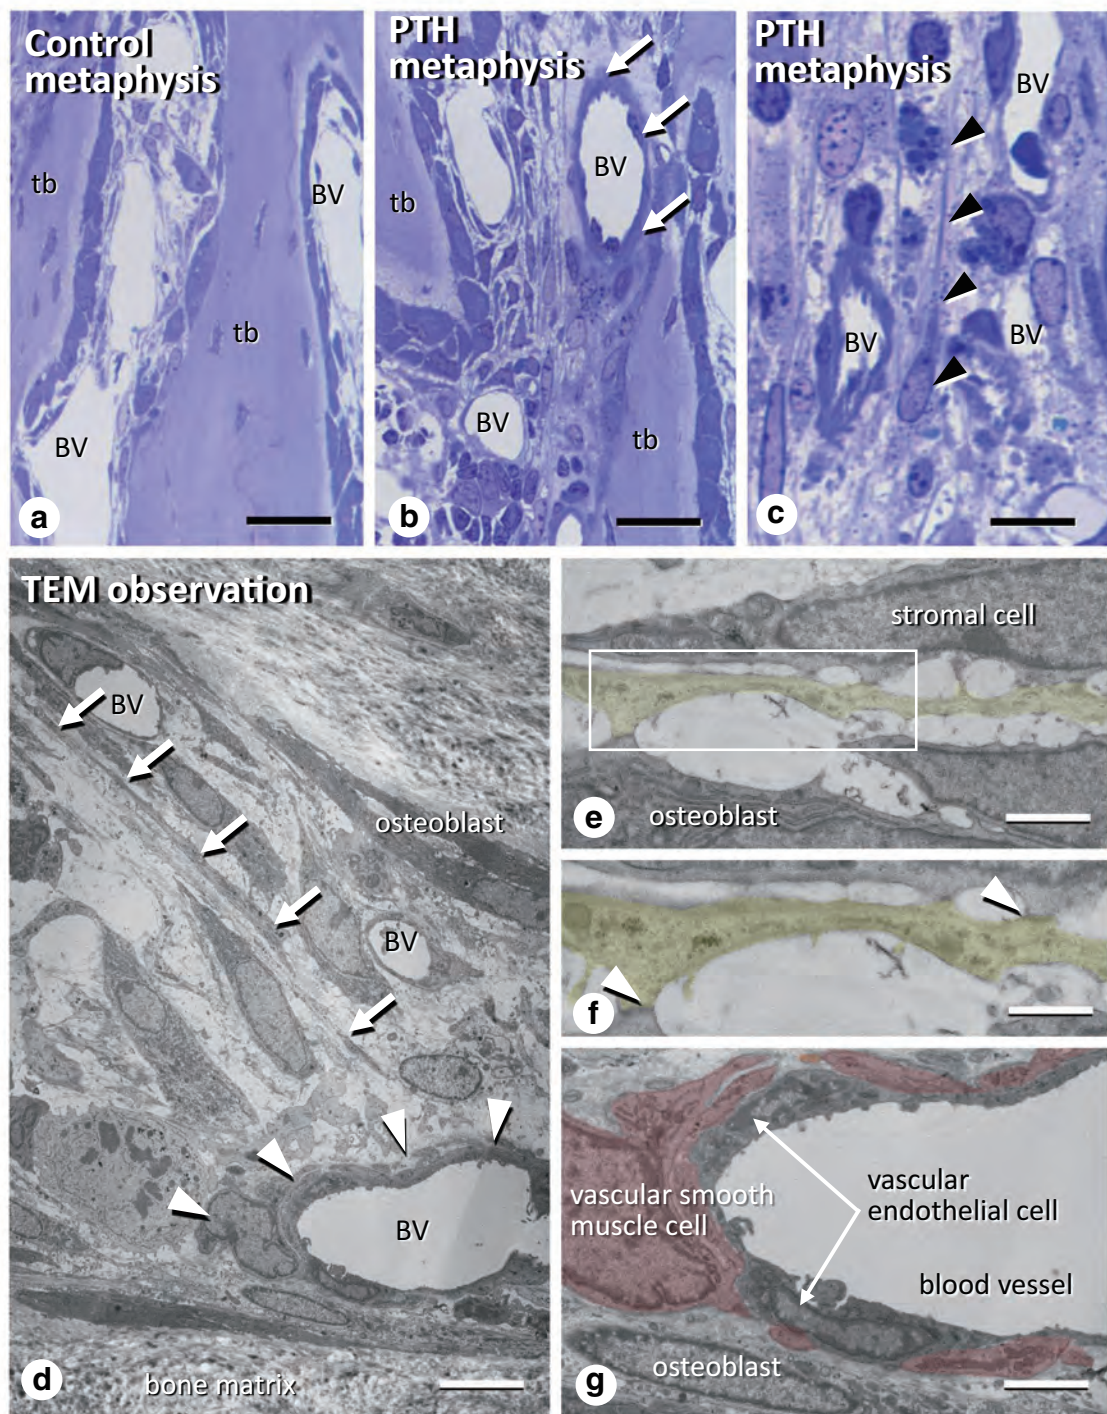 Control
metaphysis
tb
BV
tb
BV
a
PTH
metaphysis
BV
tb
BV
tb
b
PTH
metaphysis
BV
BV
BV
c
TEM observation
BV
osteoblast
BV
BV
bone matrix
d
stromal cell
osteoblast
e
f
vascular smooth
muscle cell
vascular
endothelial cell
blood vessel
osteoblast
g